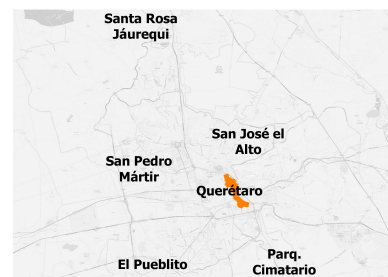 Santa Rosa
Jáurequi
San José el
Alto
San Pedro
Mártir
Querétaro
El Pueblito
Parq.
Cimatario